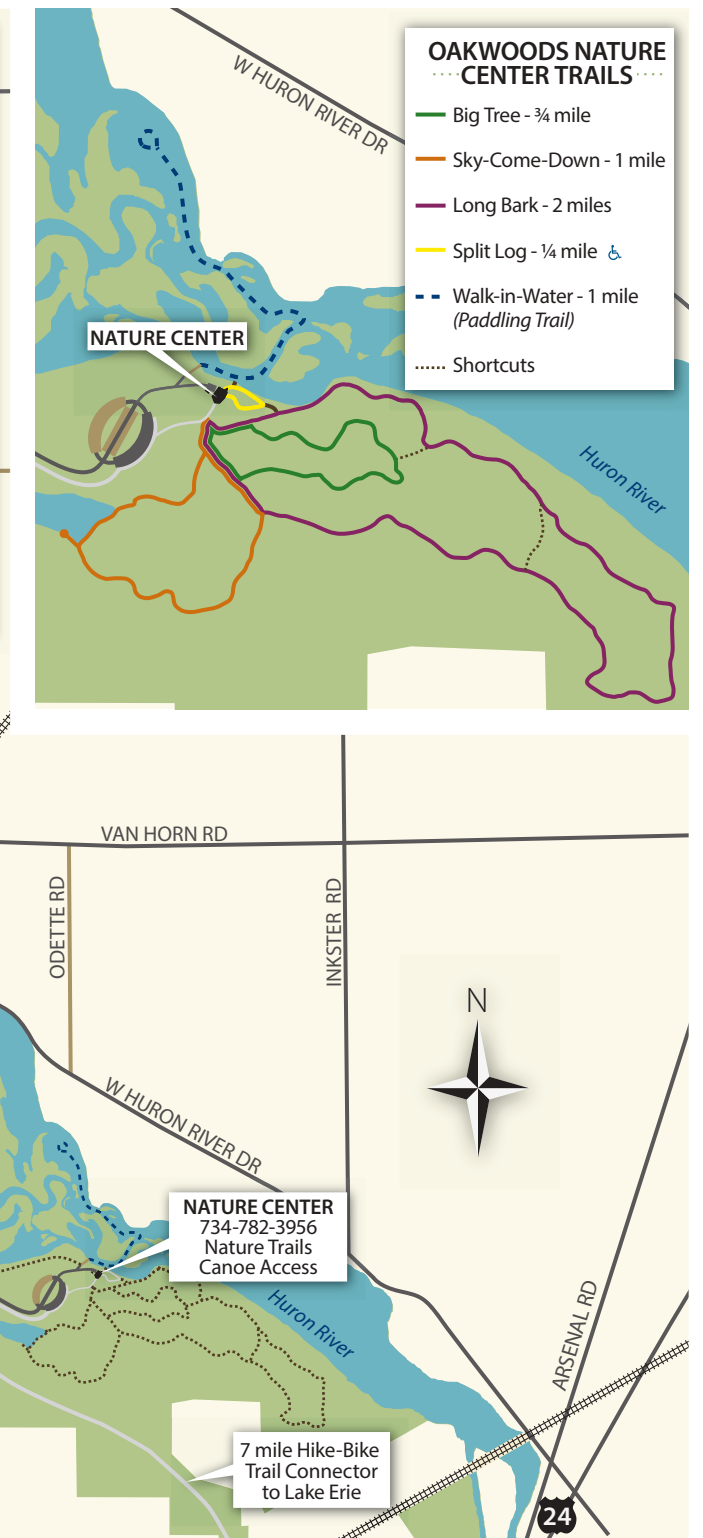 W HURON RIVER DR
OAKWOODS NATURE
CENTER TRAILS
Big Tree - ¾ mile
Sky-Come-Down - 1 mile
Long Bark - 2 miles
Split Log - ¼ mile
Walk-in-Water - 1 mile
(Paddling Trail)
Shortcuts
NATURE CENTER
Huron River
VAN HORN RD
ODETTE RD
INKSTER RD
N
W HURON RIVER DR
NATURE CENTER
734-782-3956
Nature Trails
Canoe Access
Huron River
ARSENAL RD
7 mile Hike-Bike
Trail Connector
to Lake Erie
24